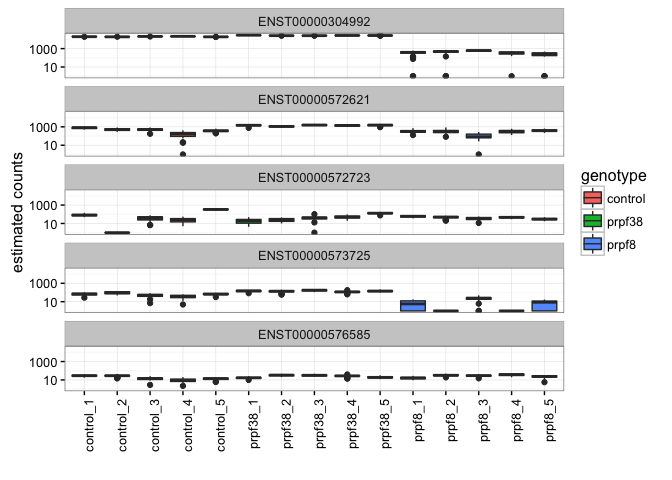 ENST00000304992
1000
10
ENST00000572621
1000
10
ENST00000572723
1000
10
ENST00000573725
1000
10
ENST00000576585
1000
10
estimated counts
control_1
control_2
control_3
control_4
control_5
prpf38_1
prpf38_2
prpf38_3
prpf38_4
prpf38_5
prpf8_1
prpf8_2
prpf8_3
prpf8_4
prpf8_5
genotype
control
prpf38
prpf8